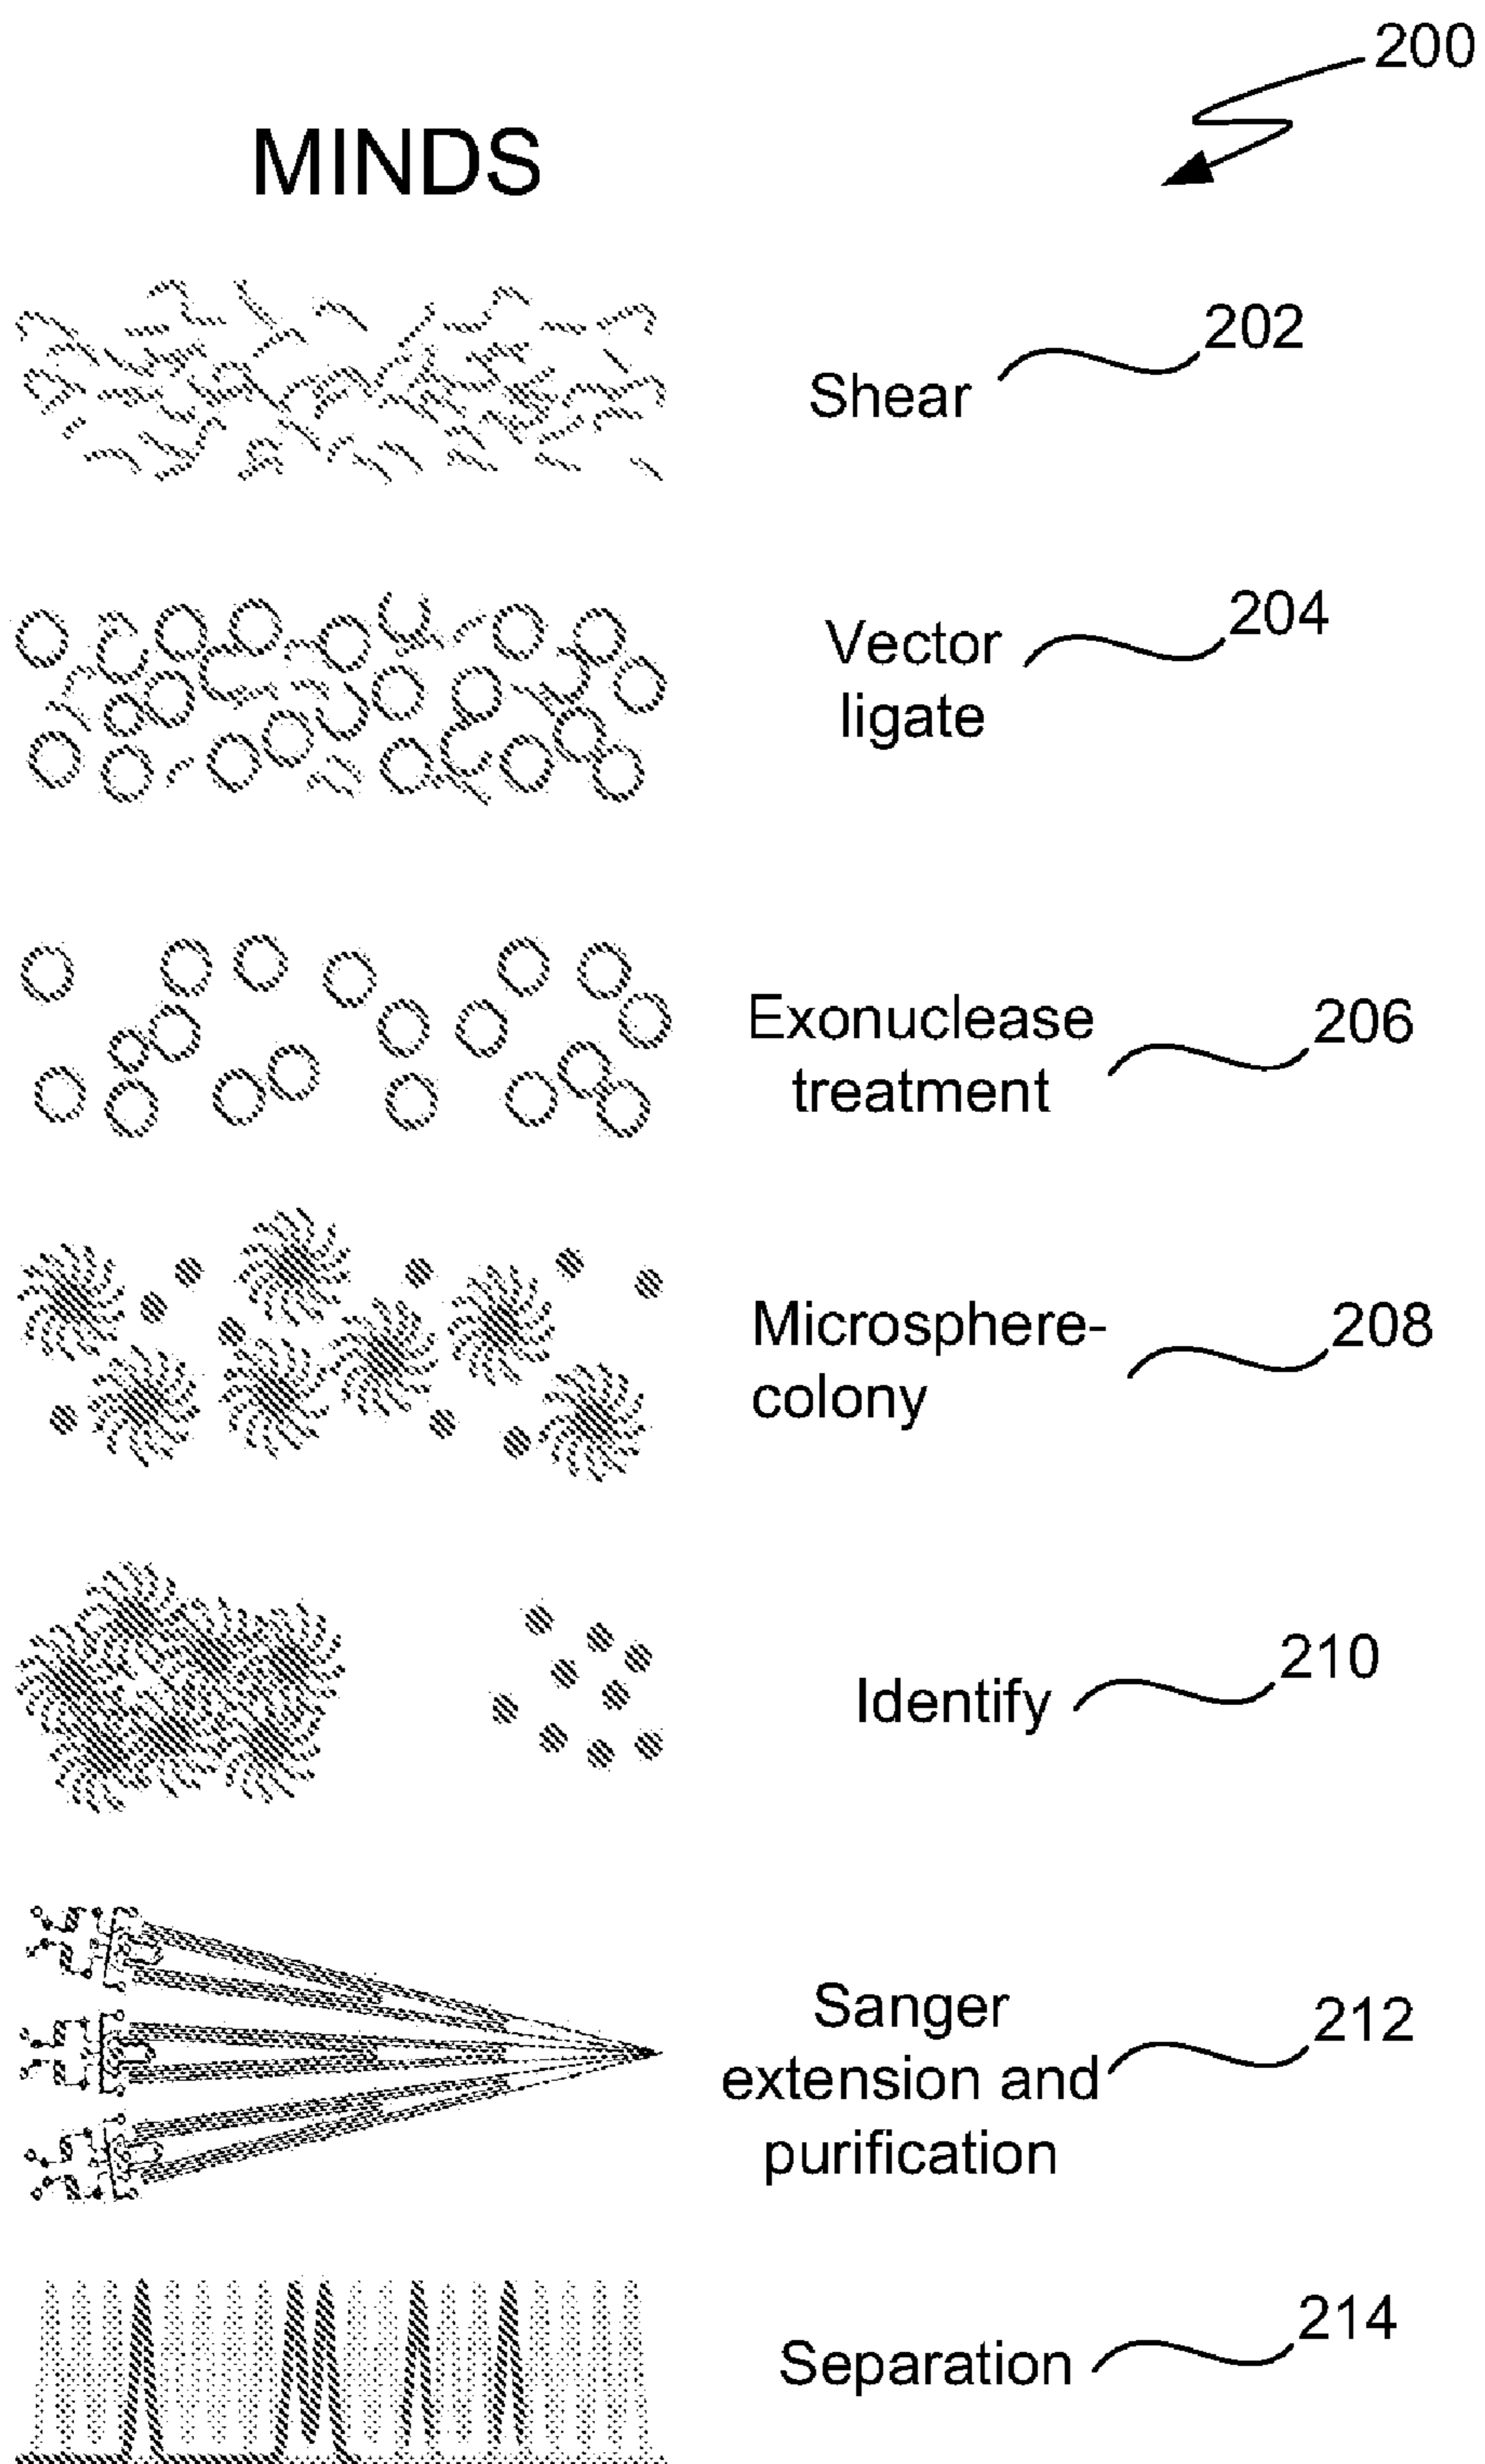 200
MINDS
202
Shear
204
Vector
ligate
206
Exonuclease
treatment
208
Microsphere-
colony
210
Identify
212
Sanger
extension and
purification
214
Separation